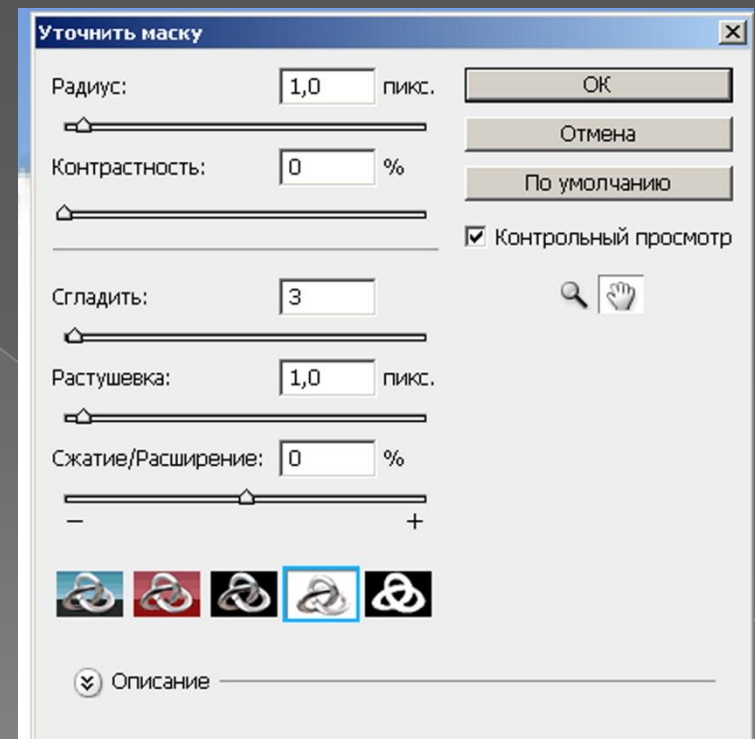 Уточнить маску
Радиус: 1,0 пикс.
Контрастность: 0 %
Сгладить: 3
Растушевка: 1,0 пикс.
Сжатие/Расширение: 0 %
− +
Описание
ОК
Отмена
По умолчанию
Контрольный просмотр